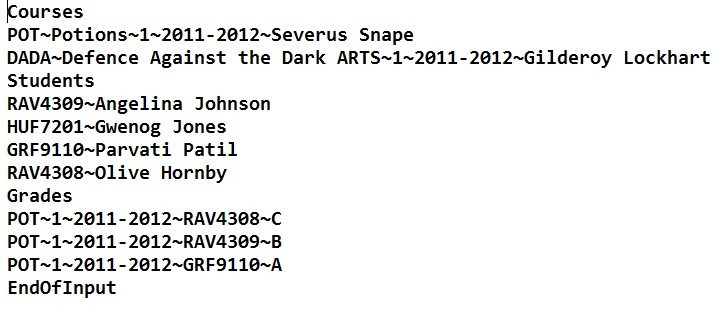 Courses
POT~Potions~1~2011-2012~Severus Snape
DADA~Defence Against the Dark ARTS~1~2011-2012~Gilderoy Lockhart
Students
RAV4309~Angelina Johnson
HUF7201~Gwenog Jones
GRF9110~Parvati Patil
RAV4308~Olive Hornby
Grades
POT~1~2011-2012~RAV4308~C
POT~1~2011-2012~RAV4309~B
POT~1~2011-2012~GRF9110~A
EndOfInput